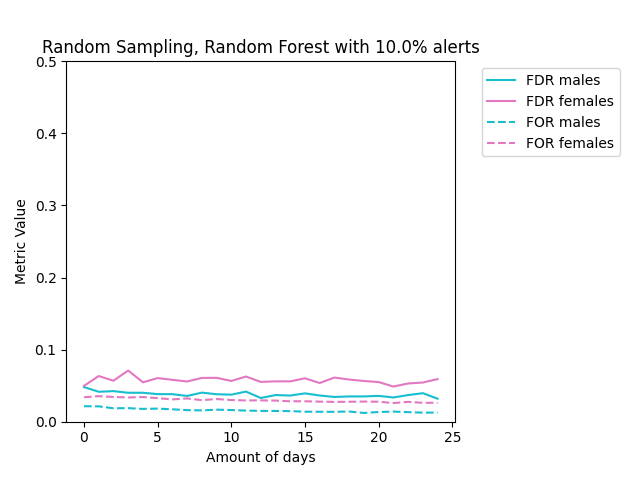 Random Sampling, Random Forest with 10.0% alerts
FDR males
FDR females
FOR males
FOR females
Metric Value
0.5
0.4
0.3
0.2
0.1
0.0
0
5
10
15
20
25
Amount of days